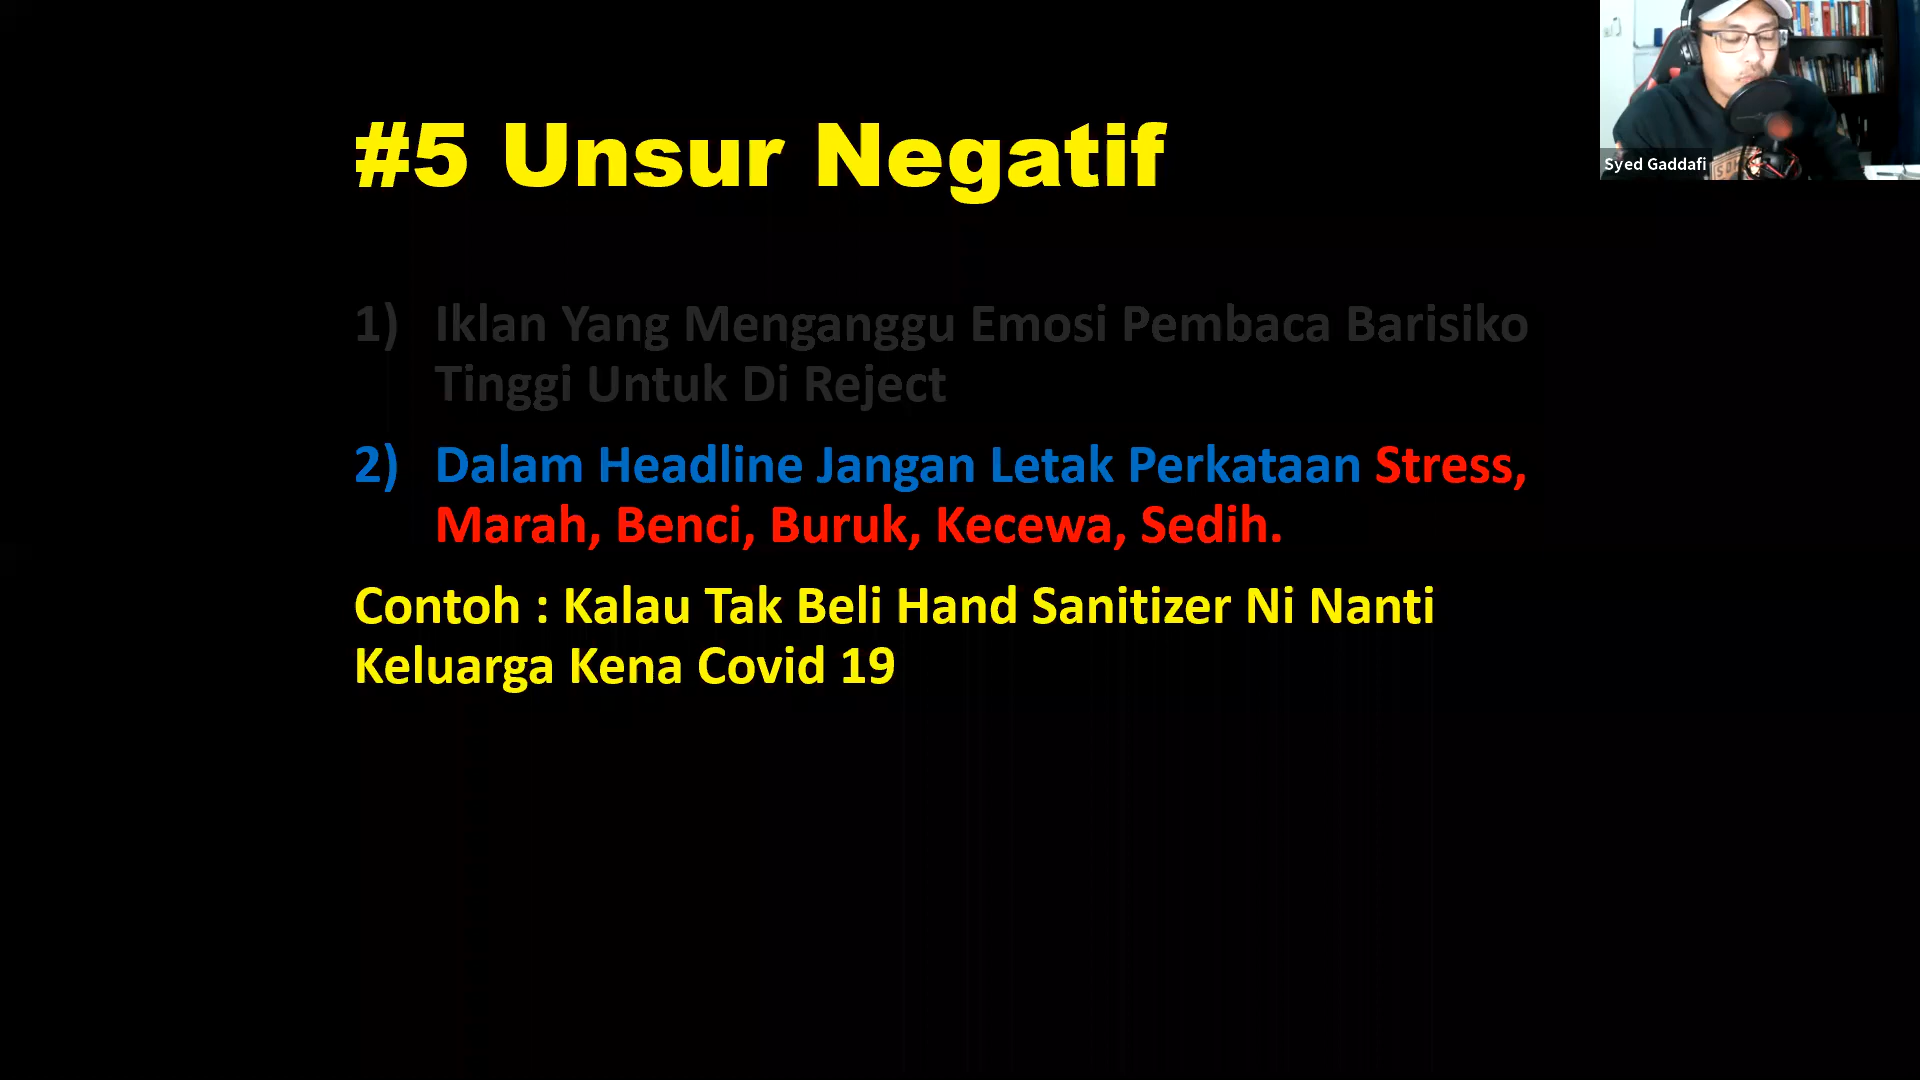 #5 Unsur Negatif
1) Iklan Yang Menganggu Emosi Pembaca Barisiko
Tinggi Untuk Di Reject
2) Dalam Headline Jangan Letak Perkataan Stress,
Marah, Benci, Buruk, Kecewa, Sedih.
Contoh : Kalau Tak Beli Hand Sanitizer Ni Nanti
Keluarga Kena Covid 19
Syed Gaddafi